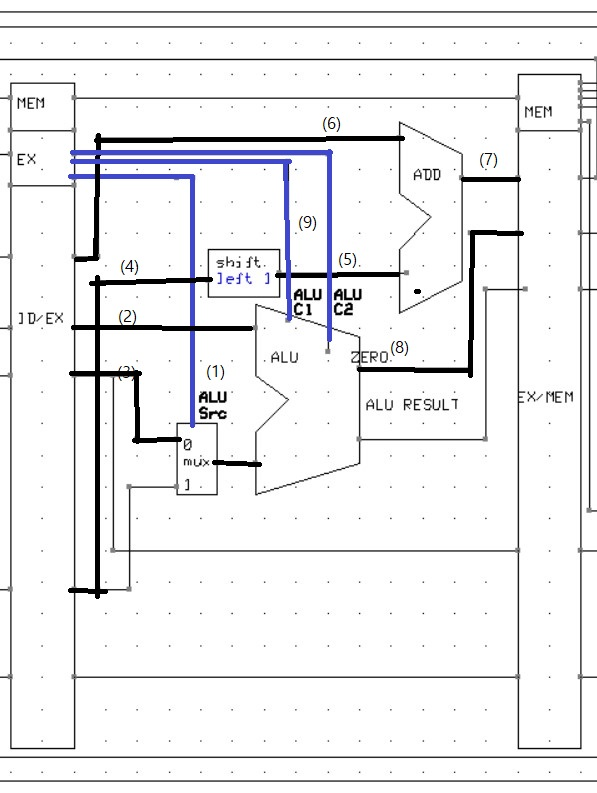 MEM
MEM
(6)
EX
(7)
ADD
(9)
shift
left 1
(4)
(5)
ALU
C1
ALU
C2
ID/EX
(2)
ALU
ZERO
(8)
(3)
(1)
ALU
Src
ALU RESULT
EX/MEM
0
mux
1